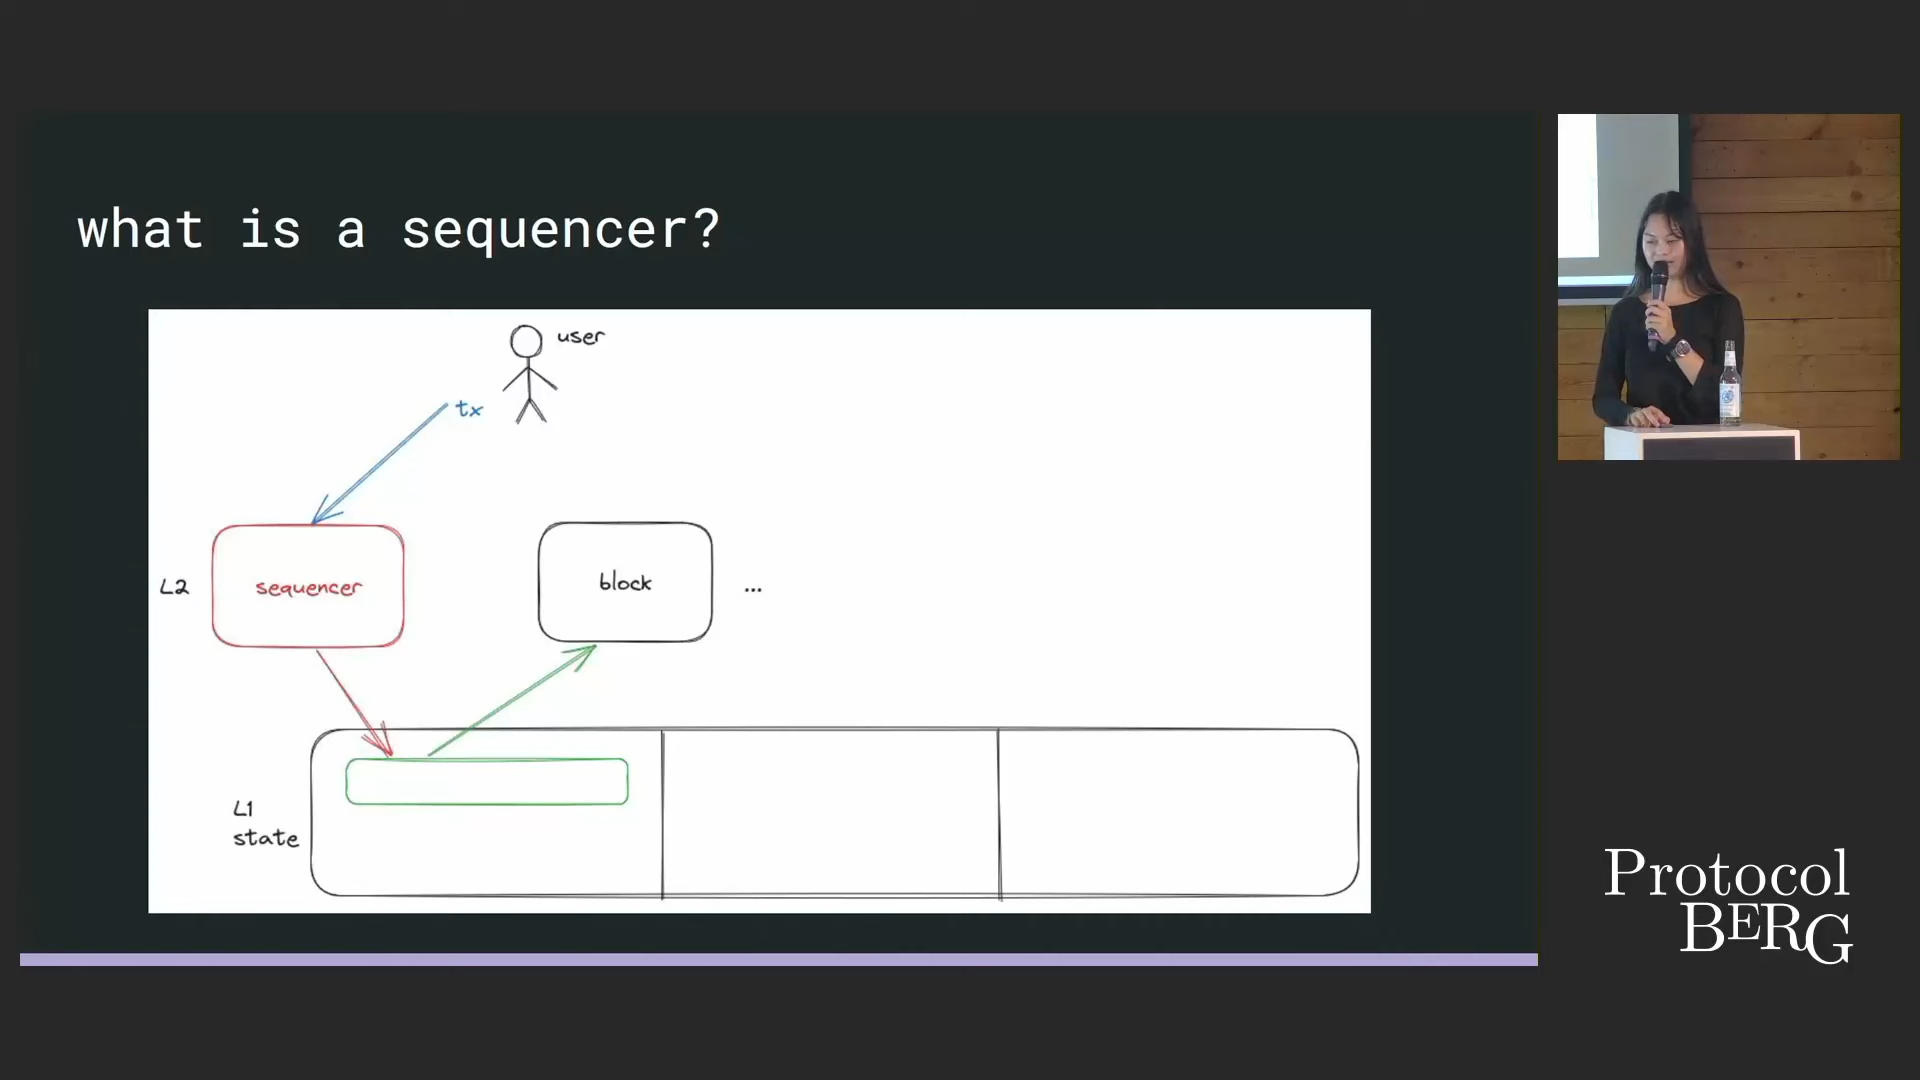 what is a sequencer?
user
tx
L2
sequencer
block
...
L1
state
Protocol
BERG